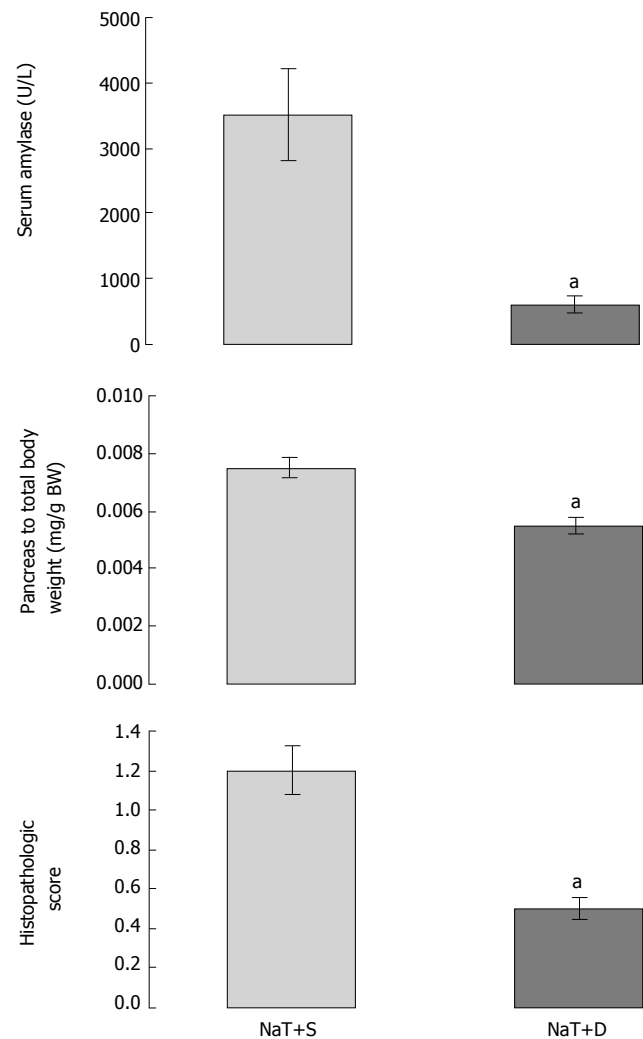 Serum amylase (U/L)
5000
4000
3000
2000
1000
0
a
Pancreas to total body
weight (mg/g BW)
0.010
0.008
0.006
0.004
0.002
0.000
a
Histopathologic
score
1.4
1.2
1.0
0.8
0.6
0.4
0.2
0.0
a
NaT+S
NaT+D